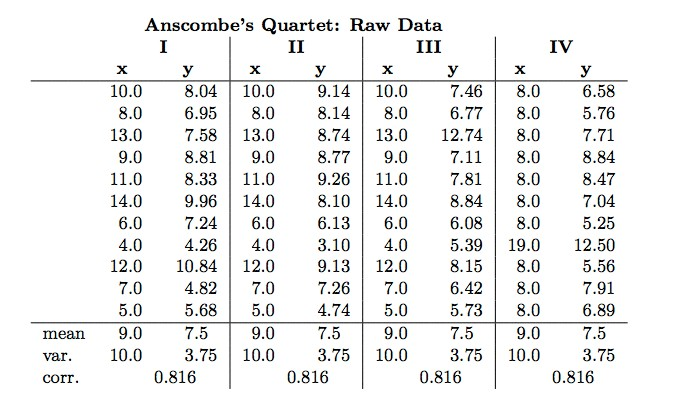 Anscombe's Quartet: Raw Data
I II III IV
x y x y x y x y
10.0 8.04 10.0 9.14 10.0 7.46 8.0 6.58
8.0 6.95 8.0 8.14 8.0 6.77 8.0 5.76
13.0 7.58 13.0 8.74 13.0 12.74 8.0 7.71
9.0 8.81 9.0 8.77 9.0 7.11 8.0 8.84
11.0 8.33 11.0 9.26 11.0 7.81 8.0 8.47
14.0 9.96 14.0 8.10 14.0 8.84 8.0 7.04
6.0 7.24 6.0 6.13 6.0 6.08 8.0 5.25
4.0 4.26 4.0 3.10 4.0 5.39 19.0 12.50
12.0 10.84 12.0 9.13 12.0 8.15 8.0 5.56
7.0 4.82 7.0 7.26 7.0 6.42 8.0 7.91
5.0 5.68 5.0 4.74 5.0 5.73 8.0 6.89
mean 9.0 7.5 9.0 7.5 9.0 7.5 9.0 7.5
var. 10.0 3.75 10.0 3.75 10.0 3.75 10.0 3.75
corr. 0.816 0.816 0.816 0.816